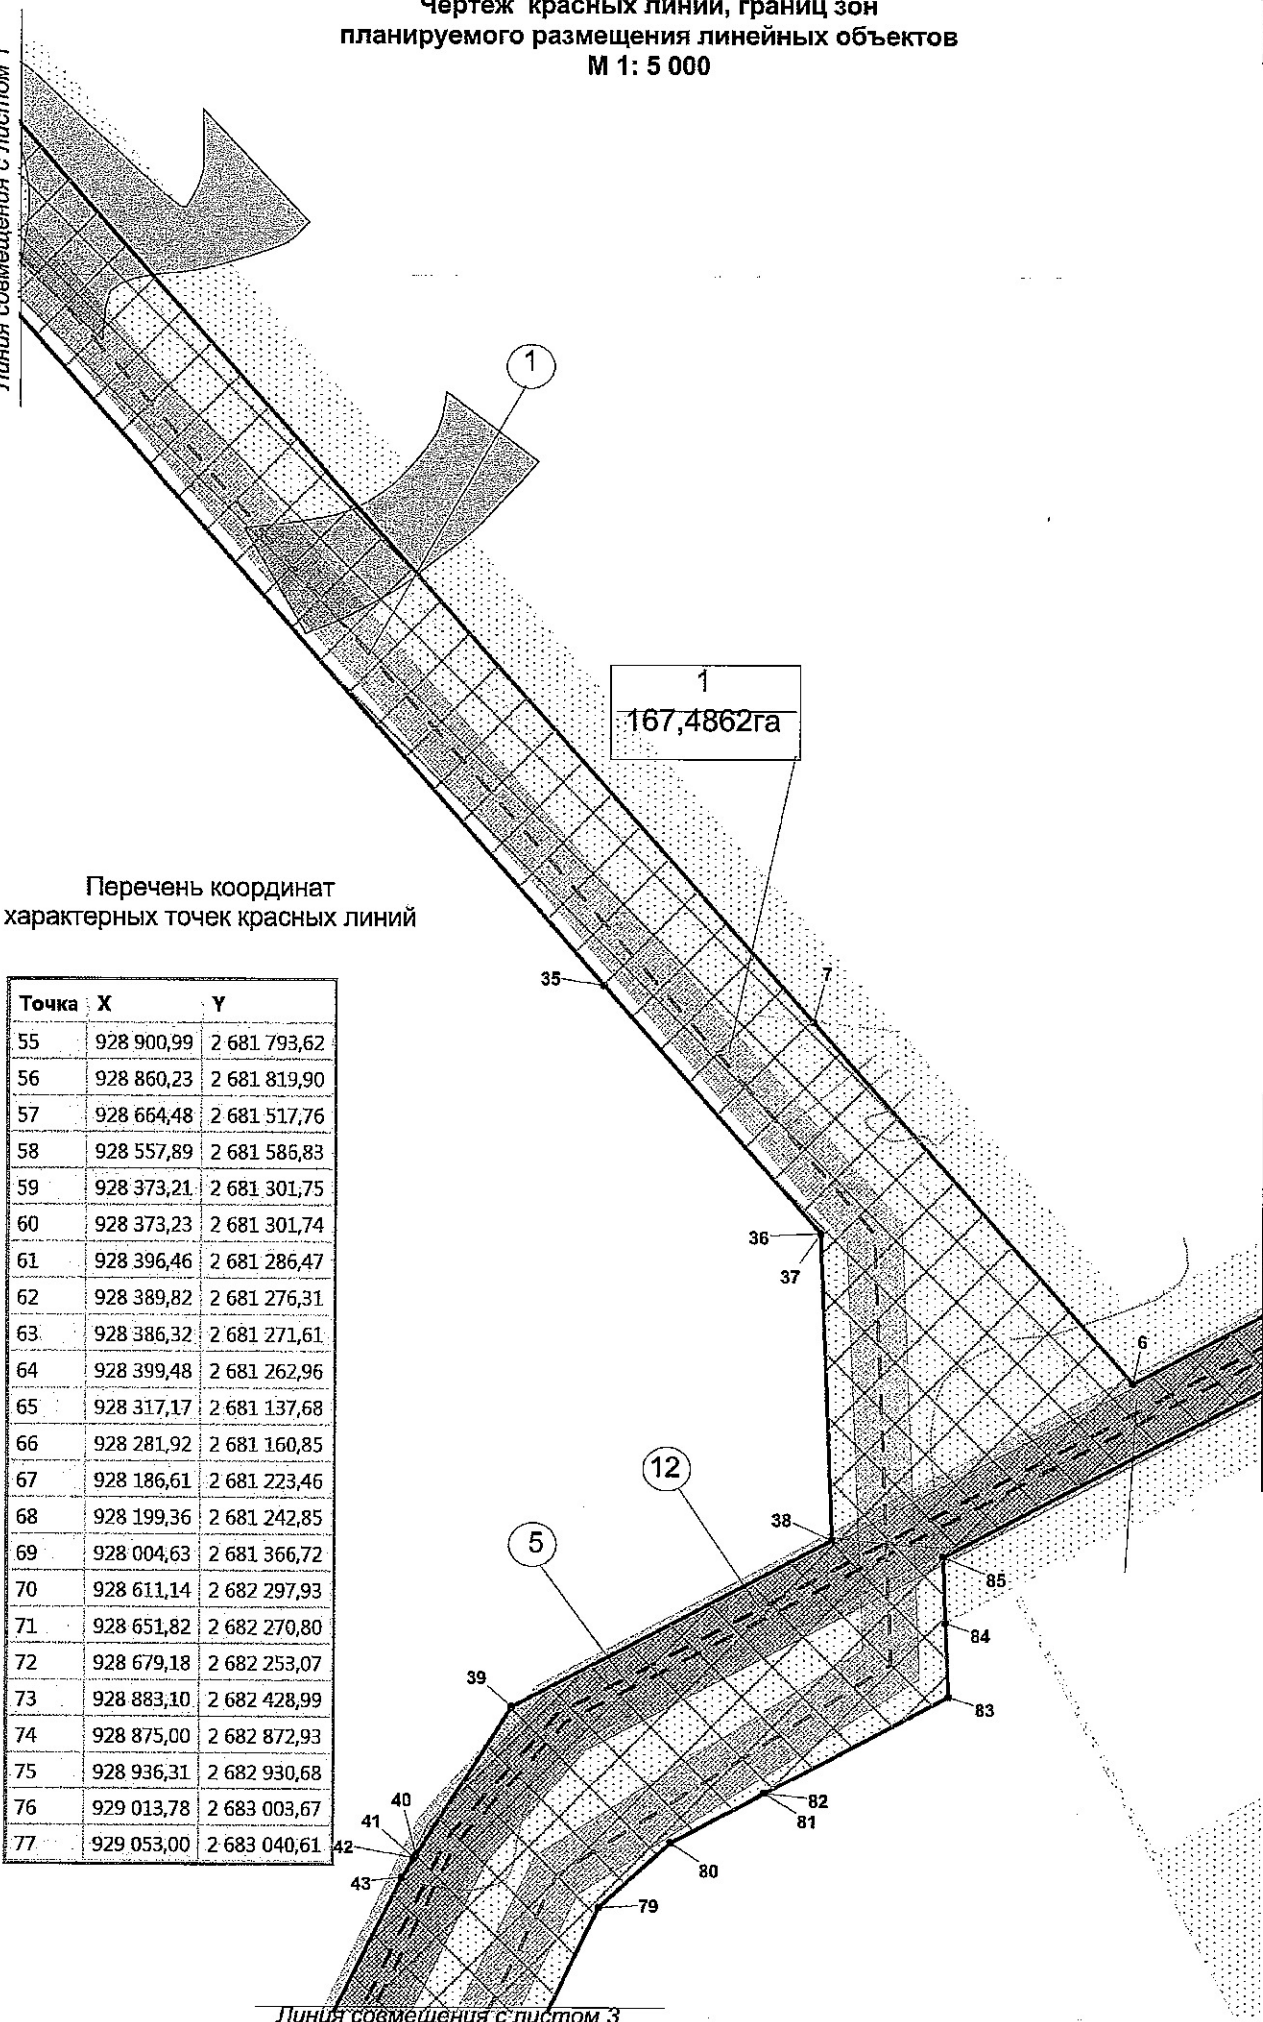 Чертеж красных линий, границ зон
планируемого размещения линейных объектов
М 1: 5 000
Линия совмещения с листом 1
1
1
167,4862га
Перечень координат
характерных точек красных линий
Точка X Y
55 928 900,99 2 681 793,62
56 928 860,23 2 681 819,90
57 928 664,48 2 681 517,76
58 928 557,89 2 681 586,83
59 928 373,21 2 681 301,75
60 928 373,23 2 681 301,74
61 928 396,46 2 681 286,47
62 928 389,82 2 681 276,31
63 928 386,32 2 681 271,61
64 928 399,48 2 681 262,96
65 928 317,17 2 681 137,68
66 928 281,92 2 681 160,85
67 928 186,61 2 681 223,46
68 928 199,36 2 681 242,85
69 928 004,63 2 681 366,72
70 928 611,14 2 682 297,93
71 928 651,82 2 682 270,80
72 928 679,18 2 682 253,07
73 928 883,10 2 682 428,99
74 928 875,00 2 682 872,93
75 928 936,31 2 682 930,68
76 929 013,78 2 683 003,67
77 929 053,00 2 683 040,61
35
7
36
37
6
12
38
5
85
84
39
83
40
82
41
81
42
80
43
79
Линия совмещения с листом 3